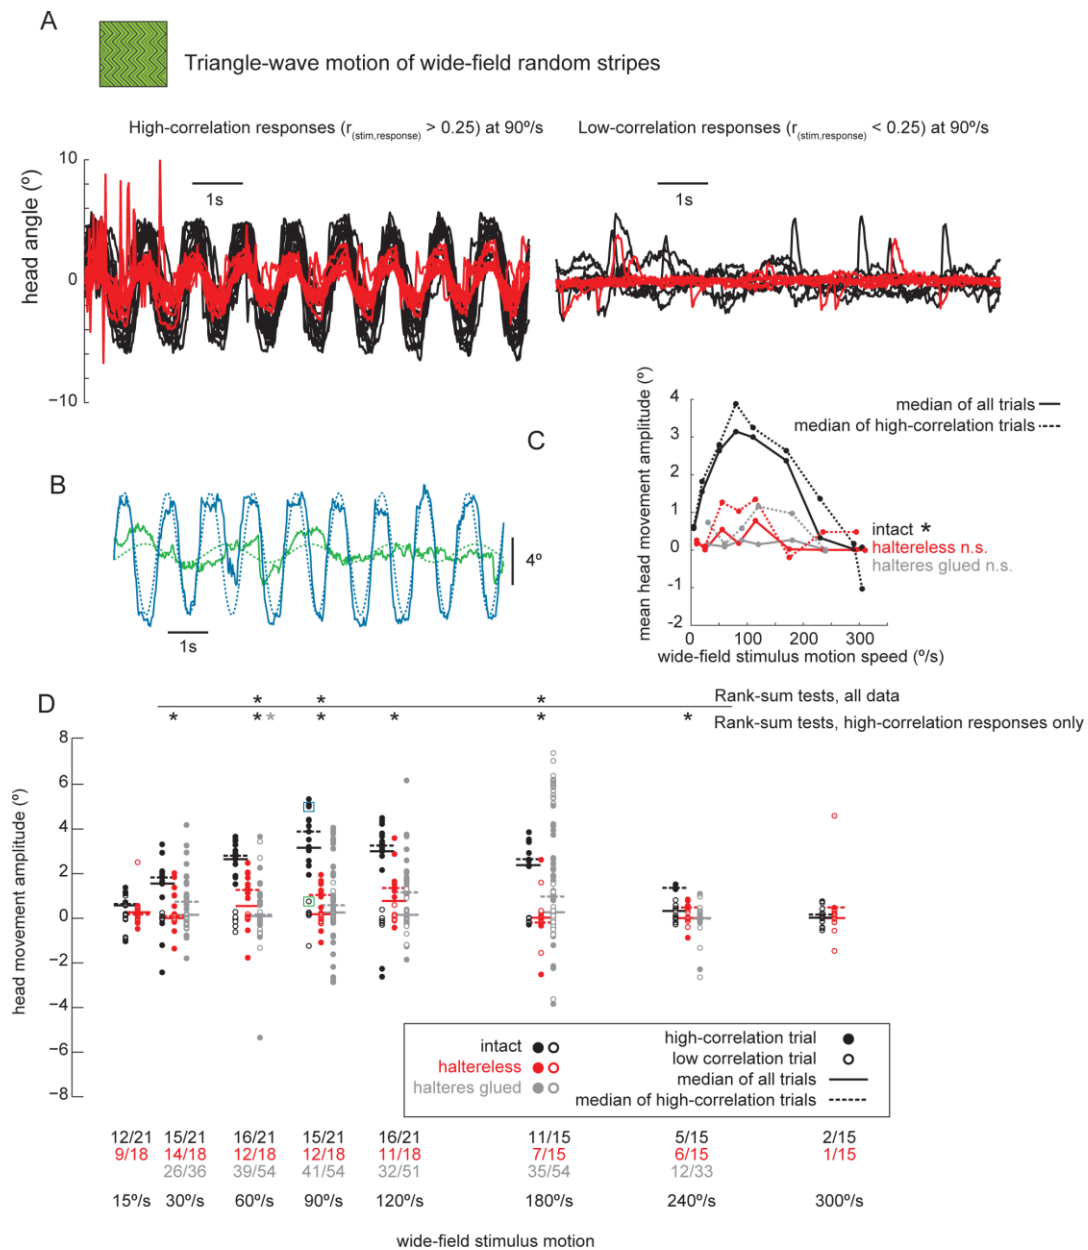 A
Triangle-wave motion of wide-field random stripes
High-correlation responses (r(stim,response) > 0.25) at 90º/s
Low-correlation responses (r(stim,response) < 0.25) at 90º/s
head angle (º)
10
0
−10
1s
1s
B
4º
1s
C
mean head movement amplitude (º)
4
3
2
1
0
-1
-2
0
100
200
300
wide-field stimulus motion speed (º/s)
median of all trials
median of high-correlation trials
intact *
haltereless n.s.
halteres glued n.s.
D
* * * Rank-sum tests, all data
* * * * * * * Rank-sum tests, high-correlation responses only
head movement amplitude (º)
8
6
4
2
0
−2
−4
−6
−8
intact
haltereless
halteres glued
high-correlation trial
low correlation trial
median of all trials
median of high-correlation trials
12/21 15/21 16/21 15/21 16/21 11/15 5/15 2/15
9/18 14/18 12/18 12/18 11/18 7/15 6/15 1/15
26/36 39/54 41/54 32/51 35/54 12/33
15º/s 30º/s 60º/s 90º/s 120º/s 180º/s 240º/s 300º/s
wide-field stimulus motion